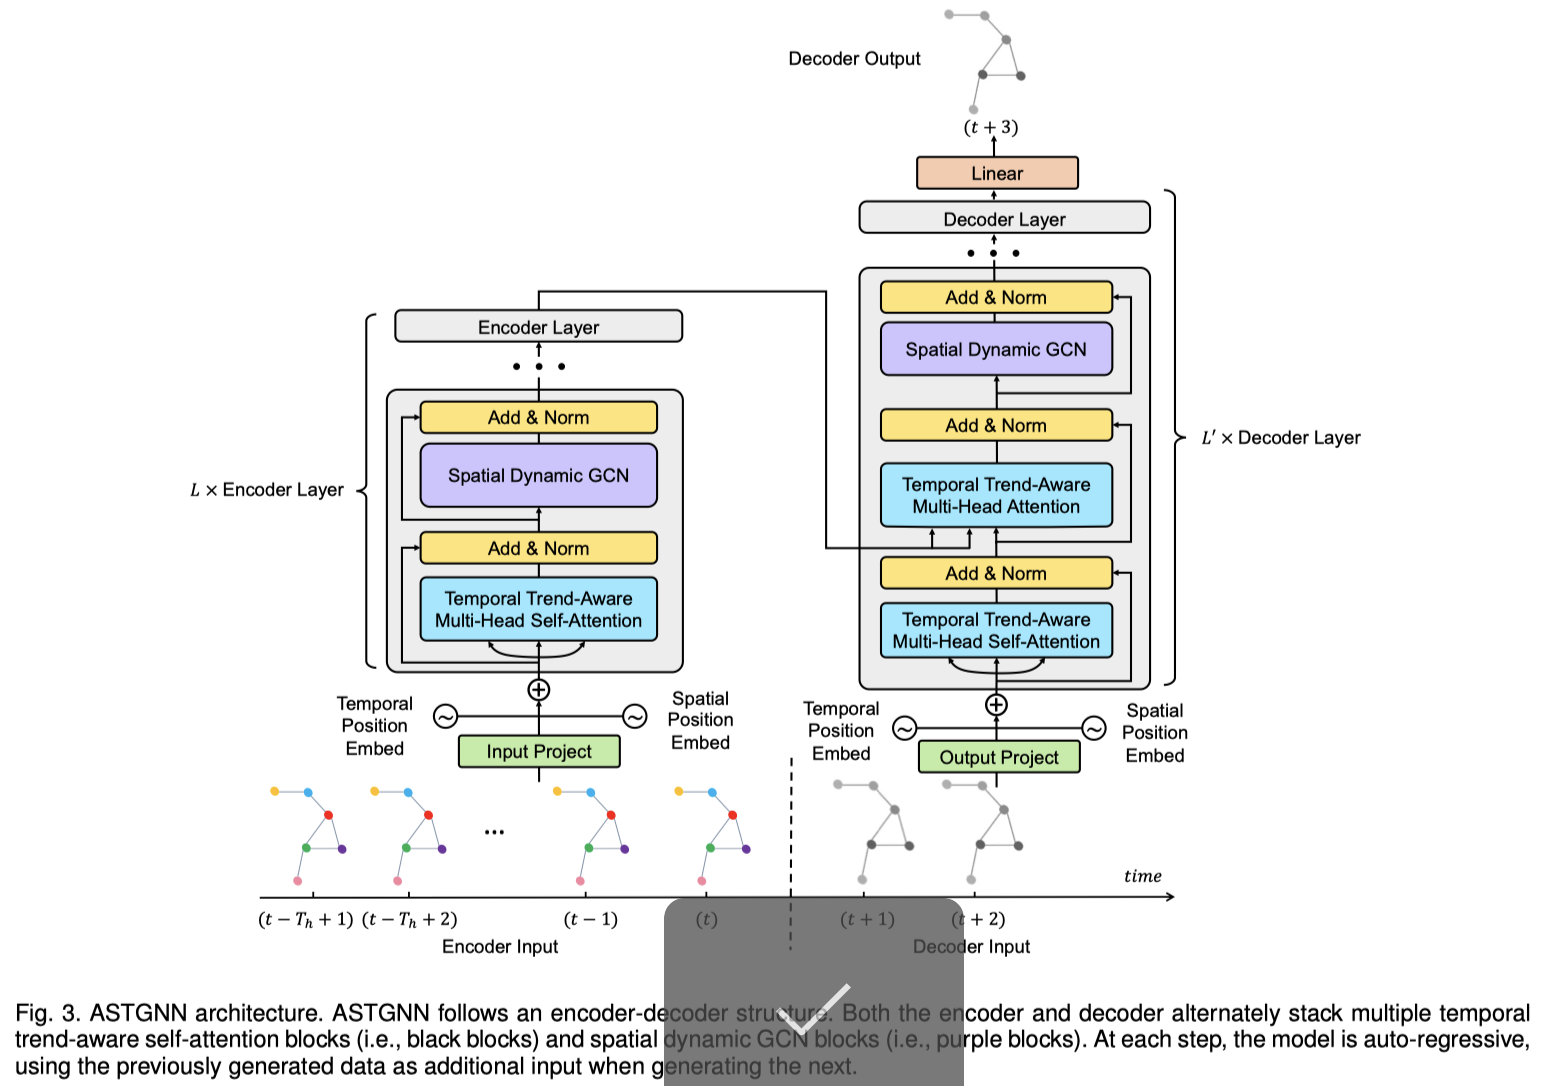 Decoder Output
(t + 3)
Linear
Decoder Layer
Add & Norm
Spatial Dynamic GCN
Add & Norm
Temporal Trend-Aware
Multi-Head Attention
Add & Norm
Temporal Trend-Aware
Multi-Head Self-Attention
L′ × Decoder Layer
Encoder Layer
Add & Norm
Spatial Dynamic GCN
Add & Norm
Temporal Trend-Aware
Multi-Head Self-Attention
L × Encoder Layer
Temporal
Position
Embed
Spatial
Position
Embed
Input Project
Temporal
Position
Embed
Spatial
Position
Embed
Output Project
...
time
(t − Tₕ + 1) (t − Tₕ + 2) (t − 1) (t) (t + 1) (t + 2)
Encoder Input Decoder Input
Fig. 3. ASTGNN architecture. ASTGNN follows an encoder-decoder structure. Both the encoder and decoder alternately stack multiple temporal
trend-aware self-attention blocks (i.e., black blocks) and spatial dynamic GCN blocks (i.e., purple blocks). At each step, the model is auto-regressive,
using the previously generated data as additional input when generating the next.